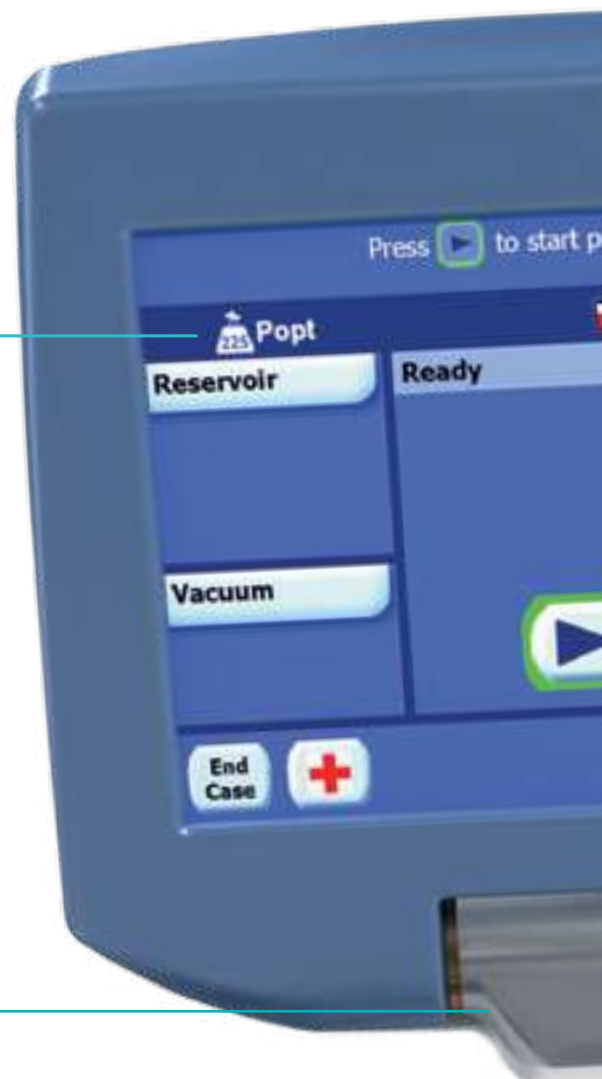 Press to start p
225 Popt
Reservoir
Ready
Vacuum
End
Case